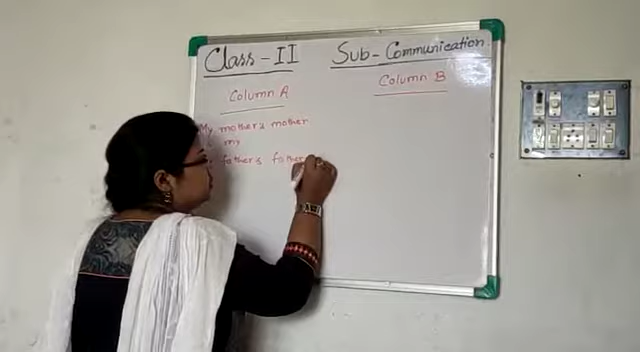 Class - II
Sub - Communication.
Column A
Column B
My mother's mother
my
father's father